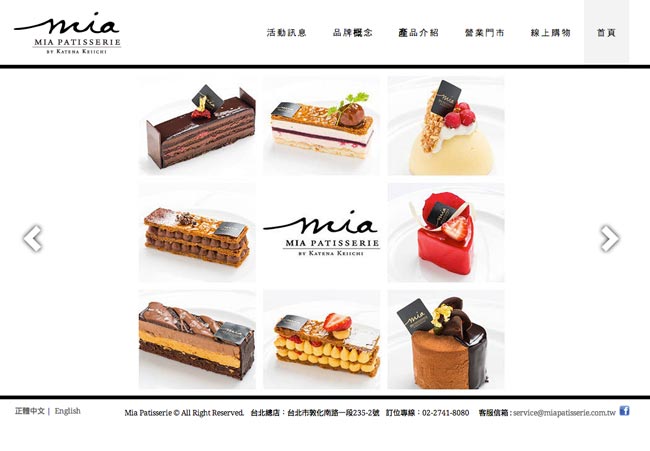 mia
MIA PATISSERIE
BY KATENA KEIICHI
活動訊息 品牌概念 產品介紹 營業門市 線上購物 首頁
mia
MIA PATISSERIE
BY KATENA KEIICHI
正體中文 | English
Mia Patisserie © All Right Reserved. 台北總店：台北市敦化南路一段235-2號 訂位專線：02-2741-8080 客服信箱：service@miapatisserie.com.tw